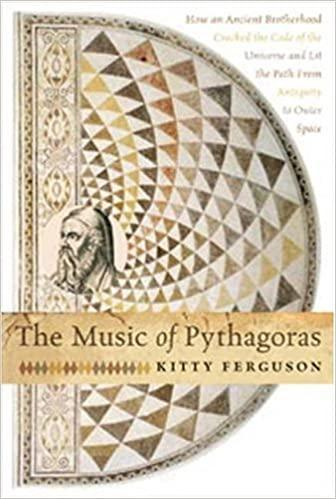 How an Ancient Brotherhood
Cracked the Code of the
Universe and Lit
the Path From
Antiquity
to Outer
Space
The Music of Pythagoras
KITTY FERGUSON